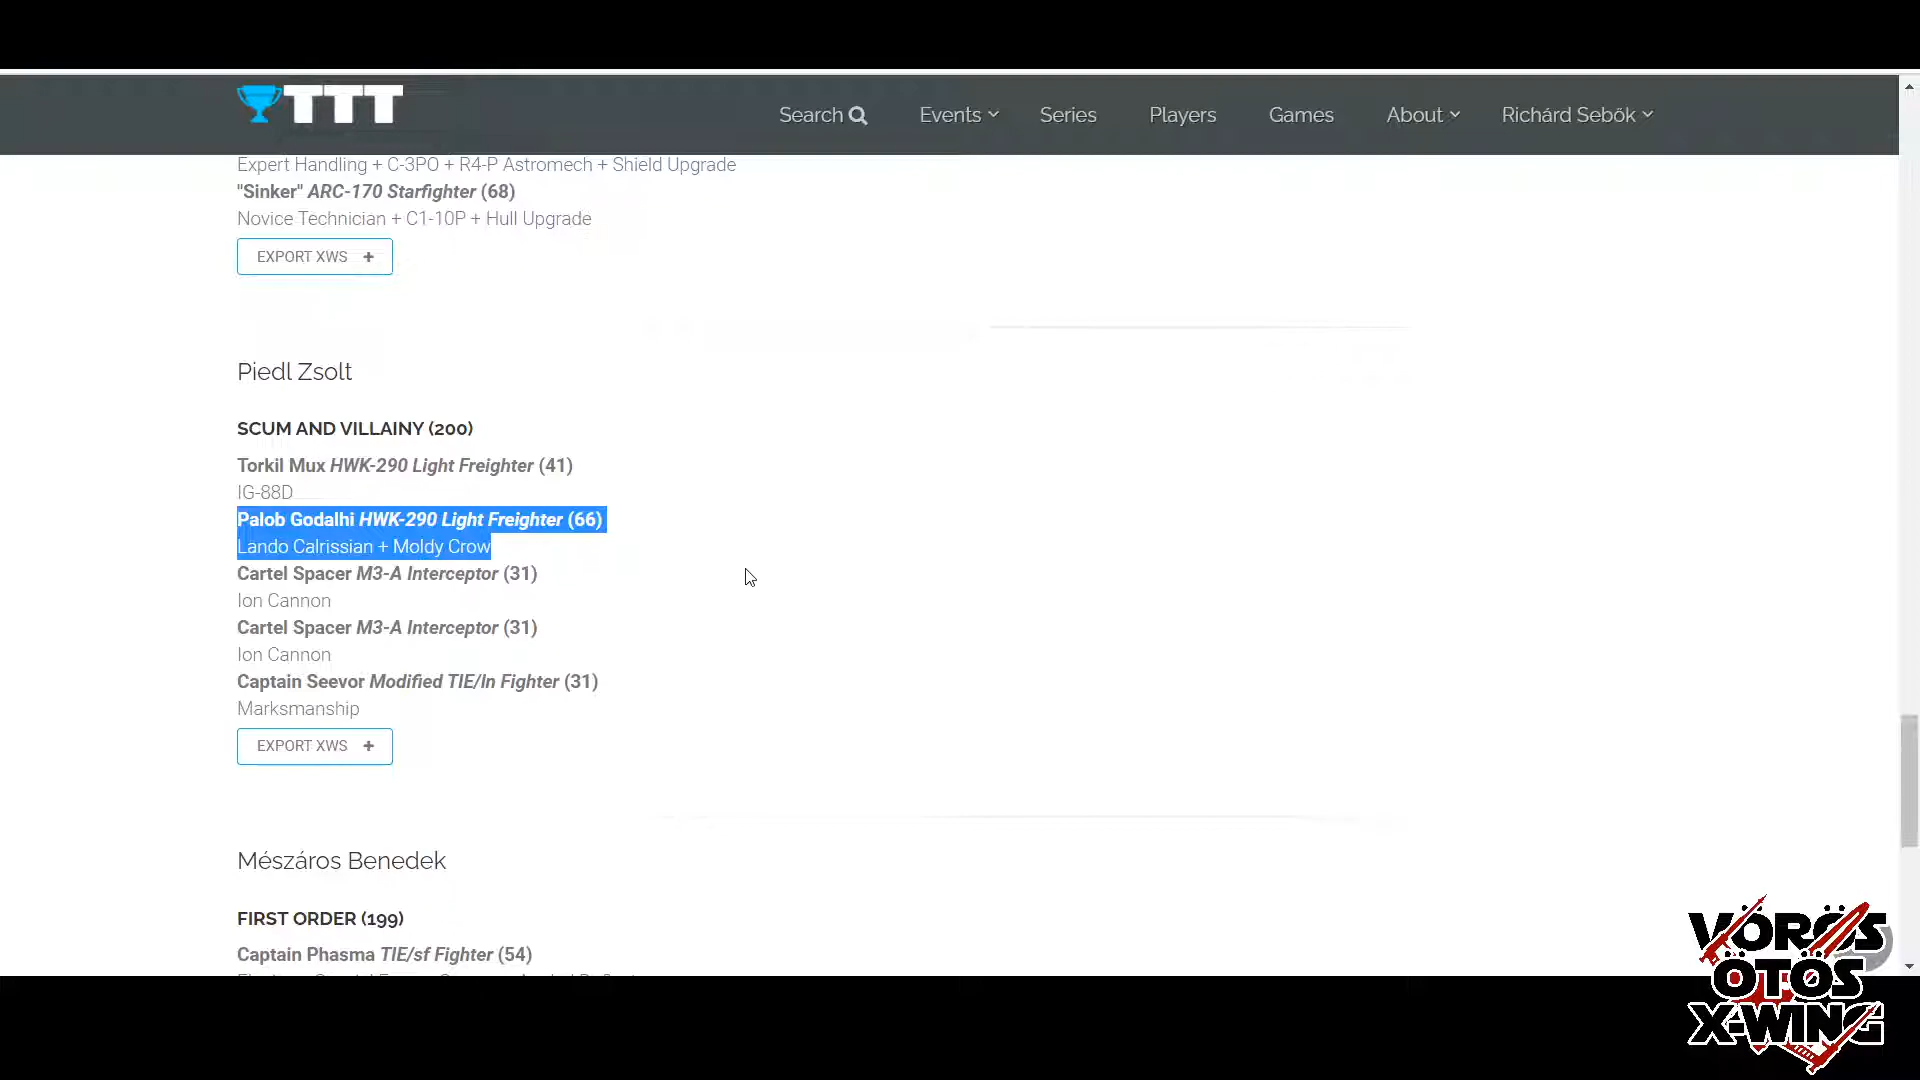 TTT
Search
Events
Series
Players
Games
About
Richárd Sebők
Expert Handling + C-3PO + R4-P Astromech + Shield Upgrade
"Sinker" ARC-170 Starfighter (68)
Novice Technician + C1-10P + Hull Upgrade
EXPORT XWS +
Piedl Zsolt
SCUM AND VILLAINY (200)
Torkil Mux HWK-290 Light Freighter (41)
IG-88D
Palob Godalhi HWK-290 Light Freighter (66)
Lando Calrissian + Moldy Crow
Cartel Spacer M3-A Interceptor (31)
Ion Cannon
Cartel Spacer M3-A Interceptor (31)
Ion Cannon
Captain Seevor Modified TIE/ln Fighter (31)
Marksmanship
EXPORT XWS +
Mészáros Benedek
FIRST ORDER (199)
Captain Phasma TIE/sf Fighter (54)
VÖRÖS
ÖTÖS
X-WING